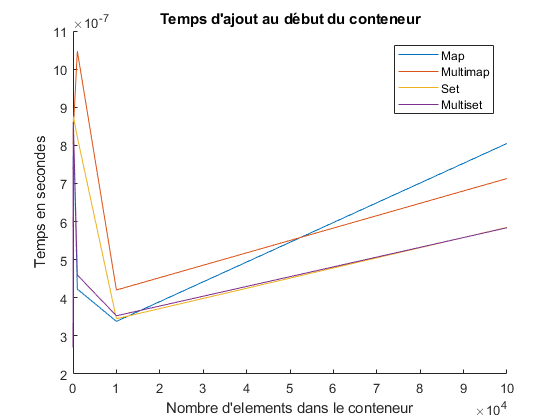 Temps d'ajout au début du conteneur
×10⁻⁷
11
10
9
8
7
6
5
4
3
2
Temps en secondes
Map
Multimap
Set
Multiset
0 1 2 3 4 5 6 7 8 9 10
Nombre d'elements dans le conteneur
×10⁴